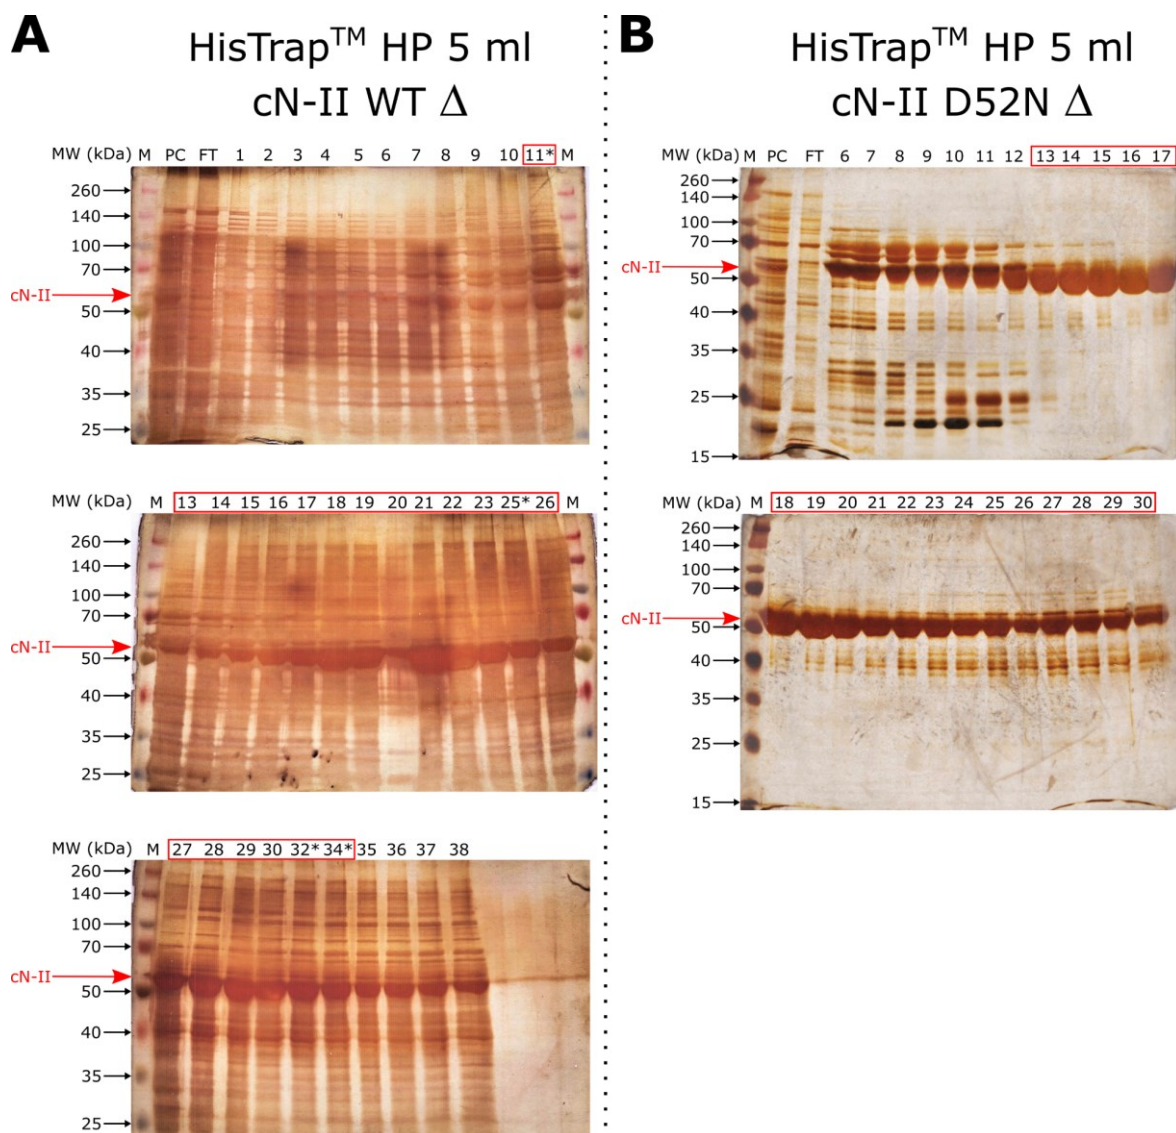 A
HisTrap™ HP 5 ml
cN-II WT Δ
MW (kDa) M PC FT 1 2 3 4 5 6 7 8 9 10 11* M
260
140
100
70
cN-II
50
40
35
25
MW (kDa) M 13 14 15 16 17 18 19 20 21 22 23 25* 26 M
260
140
100
70
cN-II
50
40
35
25
MW (kDa) M 27 28 29 30 32* 34* 35 36 37 38
260
140
100
70
cN-II
50
40
35
25
B
HisTrap™ HP 5 ml
cN-II D52N Δ
MW (kDa) M PC FT 6 7 8 9 10 11 12 13 14 15 16 17
260
140
100
70
cN-II
50
40
35
25
15
MW (kDa) M 18 19 20 21 22 23 24 25 26 27 28 29 30
260
140
100
70
cN-II
50
40
35
25
15